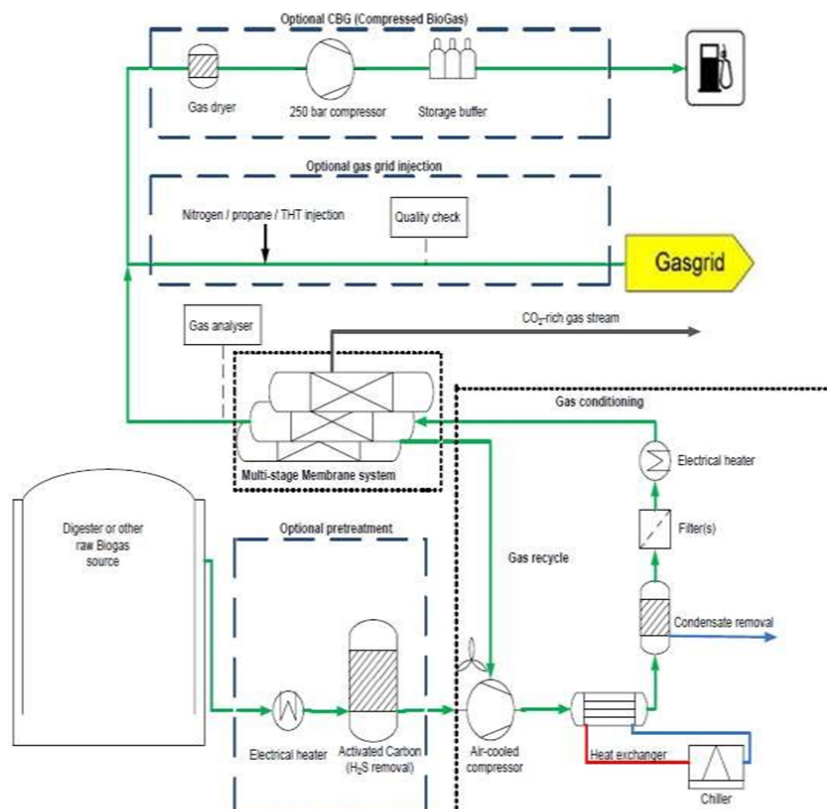 Optional CBG (Compressed BioGas)
Gas dryer
250 bar compressor
Storage buffer
Optional gas grid injection
Nitrogen / propane / THT injection
Quality check
Gasgrid
Gas analyser
CO₂-rich gas stream
Gas conditioning
Multi-stage Membrane system
Electrical heater
Digester or other
raw Biogas
source
Optional pretreatment
Filter(s)
Gas recycle
Condensate removal
Electrical heater
Activated Carbon
(H₂S removal)
Air-cooled
compressor
Heat exchanger
Chiller